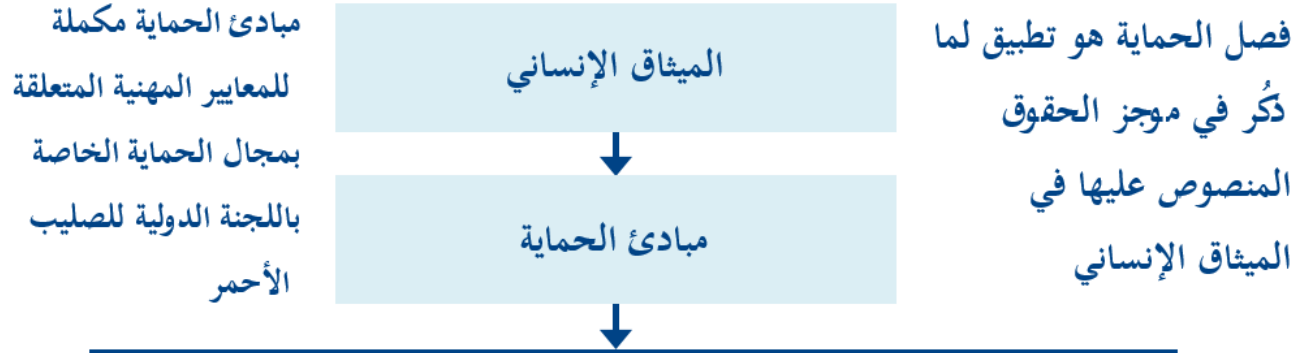 فصل الحماية هو تطبيق لما
ذُكر في موجز الحقوق
المنصوص عليها في
الميثاق الإنساني
الميثاق الإنساني
مبادئ الحماية
مبادئ الحماية مكملة
للمعايير المهنية المتعلقة
بمجال الحماية الخاصة
باللجنة الدولية للصليب
الأحمر